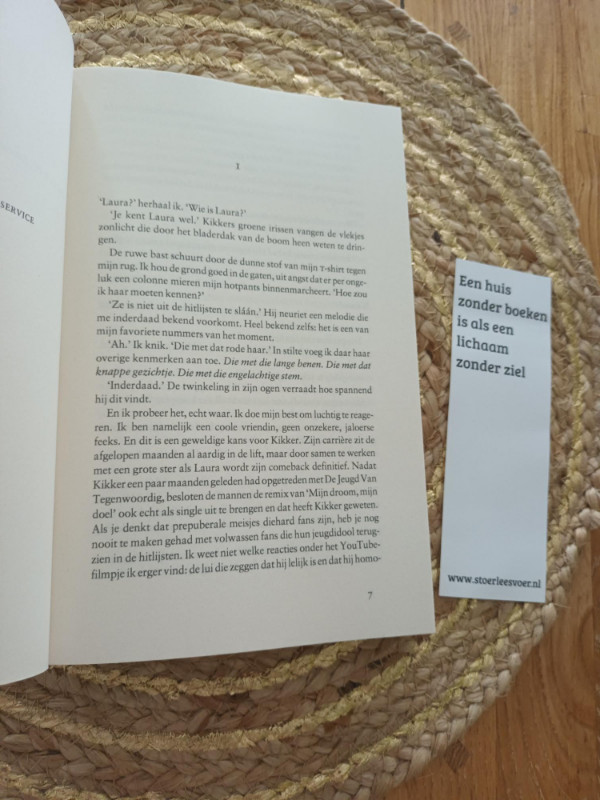 SERVICE
1
‘Laura?’ herhaal ik. ‘Wie is Laura?’
‘Je kent Laura wel.’ Kikkers groene irissen vangen de vlekjes
zonlicht die door het bladerdak van de boom heen weten te drin-
gen.
De ruwe bast schuurt door de dunne stof van mijn T-shirt tegen
mijn rug. Ik hou de grond goed in de gaten, uit angst dat er per onge-
luk een colonne mieren mijn hotpants binnenmarcheert. ‘Hoe zou
ik haar moeten kennen?’
‘Ze is niet uit de hitlijsten te sláán.’ Hij neuriet een melodie die
me inderdaad bekend voorkomt. Heel bekend zelfs: het is een van
mijn favoriete nummers van het moment.
‘Ah.’ Ik knik. ‘Die met dat rode haar.’ In stilte voeg ik daar haar
overige kenmerken aan toe. Die met die lange benen. Die met dat
knappe gezichtje. Die met die engelachtige stem.
‘Inderdaad.’ De twinkeling in zijn ogen verraadt hoe spannend
hij dit vindt.
En ik probeer het, echt waar. Ik doe mijn best om luchtig te reage-
ren. Ik ben namelijk een coole vriendin, geen onzekere, jaloerse
feeks. En dit is een geweldige kans voor Kikker. Zijn carrière zit de
afgelopen maanden al aardig in de lift, maar door samen te werken
met een grote ster als Laura wordt zijn comeback definitief. Nadat
Kikker een paar maanden geleden had opgetreden met De Jeugd Van
Tegenwoordig, besloten de mannen de remix van ‘Mijn droom, mijn
doel’ ook echt als single uit te brengen en dat heeft Kikker geweten.
Als je denkt dat prepuberale meisjes diehard fans zijn, heb je nog
nooit te maken gehad met volwassen fans die hun jeugdidool terug-
zien in de hitlijsten. Ik weet niet welke reacties onder het YouTube-
filmpje ik erger vind: de lui die zeggen dat hij lelijk is en dat hij homo-
7
Een huis
zonder boeken
is als een
lichaam
zonder ziel
www.stoerleesvoer.nl